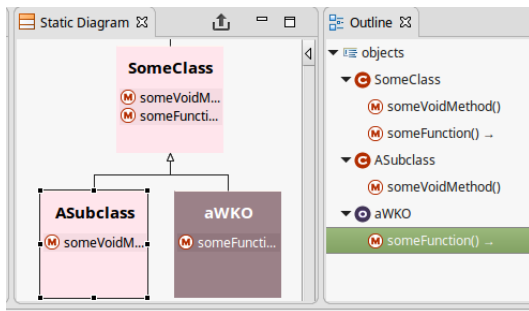 Static Diagram
SomeClass
M someVoidM...
M someFuncti...
ASubclass
M someVoidM...
aWKO
M someFuncti...
Outline
objects
C SomeClass
M someVoidMethod()
M someFunction() →
C ASubclass
M someVoidMethod()
O aWKO
M someFunction() →